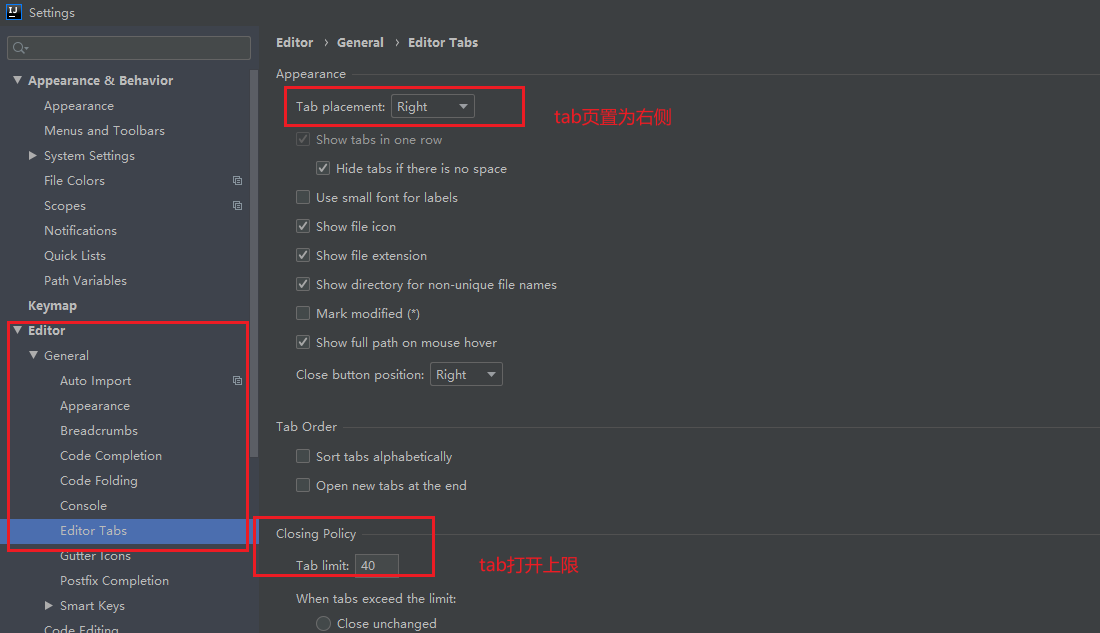 Settings
Appearance & Behavior
Appearance
Menus and Toolbars
System Settings
File Colors
Scopes
Notifications
Quick Lists
Path Variables
Keymap
Editor
General
Auto Import
Appearance
Breadcrumbs
Code Completion
Code Folding
Console
Editor Tabs
Gutter Icons
Postfix Completion
Smart Keys
Code Editing
Editor › General › Editor Tabs
Appearance
Tab placement: Right
tab页置为右侧
Show tabs in one row
Hide tabs if there is no space
Use small font for labels
Show file icon
Show file extension
Show directory for non-unique file names
Mark modified (*)
Show full path on mouse hover
Close button position: Right
Tab Order
Sort tabs alphabetically
Open new tabs at the end
Closing Policy
Tab limit: 40
tab打开上限
When tabs exceed the limit:
Close unchanged